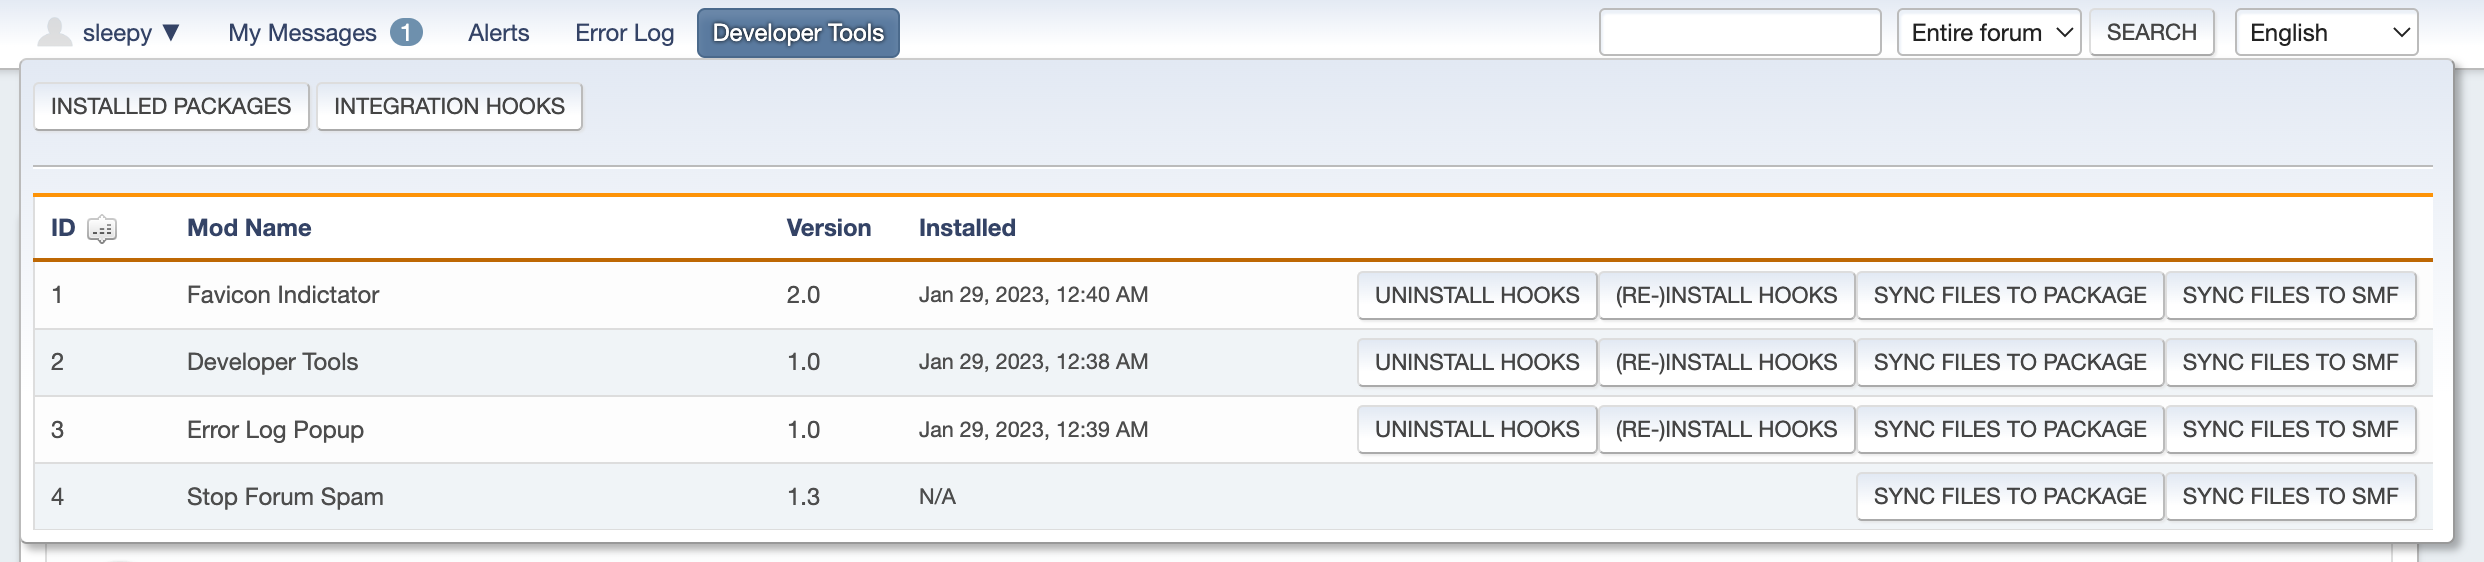 sleepy ▼ My Messages 1 Alerts Error Log Developer Tools Entire forum SEARCH English
INSTALLED PACKAGES INTEGRATION HOOKS
ID Mod Name Version Installed
1 Favicon Indictator 2.0 Jan 29, 2023, 12:40 AM UNINSTALL HOOKS (RE-)INSTALL HOOKS SYNC FILES TO PACKAGE SYNC FILES TO SMF
2 Developer Tools 1.0 Jan 29, 2023, 12:38 AM UNINSTALL HOOKS (RE-)INSTALL HOOKS SYNC FILES TO PACKAGE SYNC FILES TO SMF
3 Error Log Popup 1.0 Jan 29, 2023, 12:39 AM UNINSTALL HOOKS (RE-)INSTALL HOOKS SYNC FILES TO PACKAGE SYNC FILES TO SMF
4 Stop Forum Spam 1.3 N/A SYNC FILES TO PACKAGE SYNC FILES TO SMF